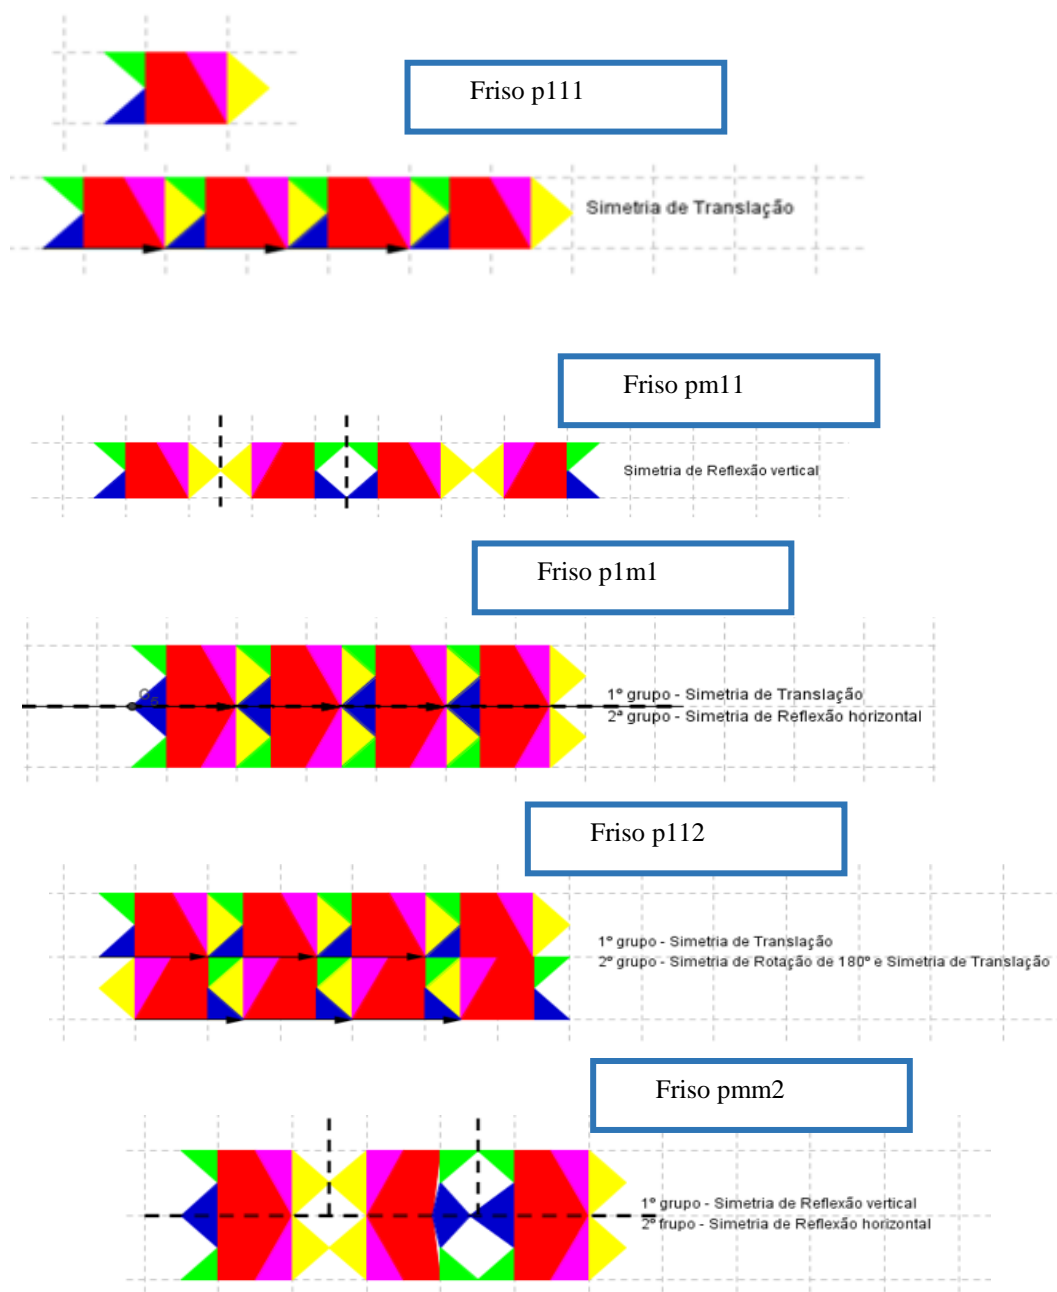 Friso p111
Simetria de Translação
Friso pm11
Simetria de Reflexão vertical
Friso p1m1
1º grupo - Simetria de Translação
2ª grupo - Simetria de Reflexão horizontal
Friso p112
1º grupo - Simetria de Translação
2º grupo - Simetria de Rotação de 180º e Simetria de Translação
Friso pmm2
1º grupo - Simetria de Reflexão vertical
2º frupo - Simetria de Reflexão horizontal